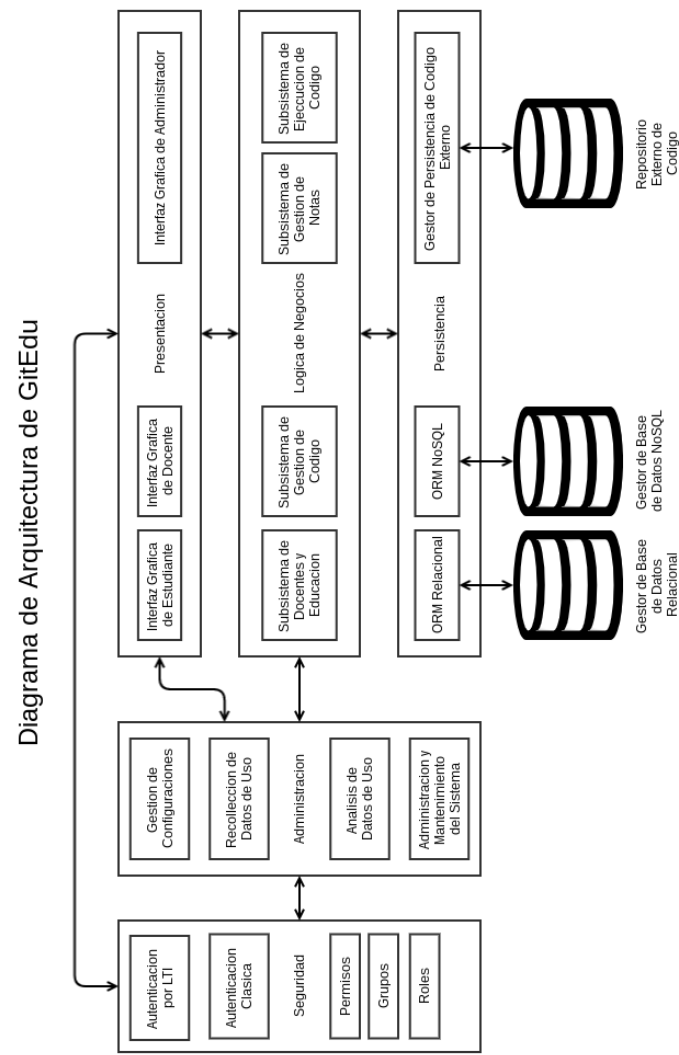 Diagrama de Arquitectura de GitEdu
Autenticacion
por LTI
Autenticacion
Clasica
Seguridad
Permisos
Grupos
Roles
Gestion de
Configuraciones
Recolleccion de
Datos de Uso
Administracion
Analisis de
Datos de Uso
Administracion y
Mantenimiento
del Sistema
Interfaz Grafica
de Estudiante
Interfaz Grafica
de Docente
Presentacion
Interfaz Grafica de Administrador
Subsistema de
Docentes y
Educacion
Subsistema de
Gestion de
Codigo
Logica de Negocios
Subsistema de
Gestion de
Notas
Subsistema de
Ejeccucion de
Codigo
ORM Relacional
ORM NoSQL
Persistencia
Gestor de Persistencia de Codigo
Externo
Gestor de Base
de Datos
Relacional
Gestor de Base
de Datos NoSQL
Repositorio
Externo de
Codigo